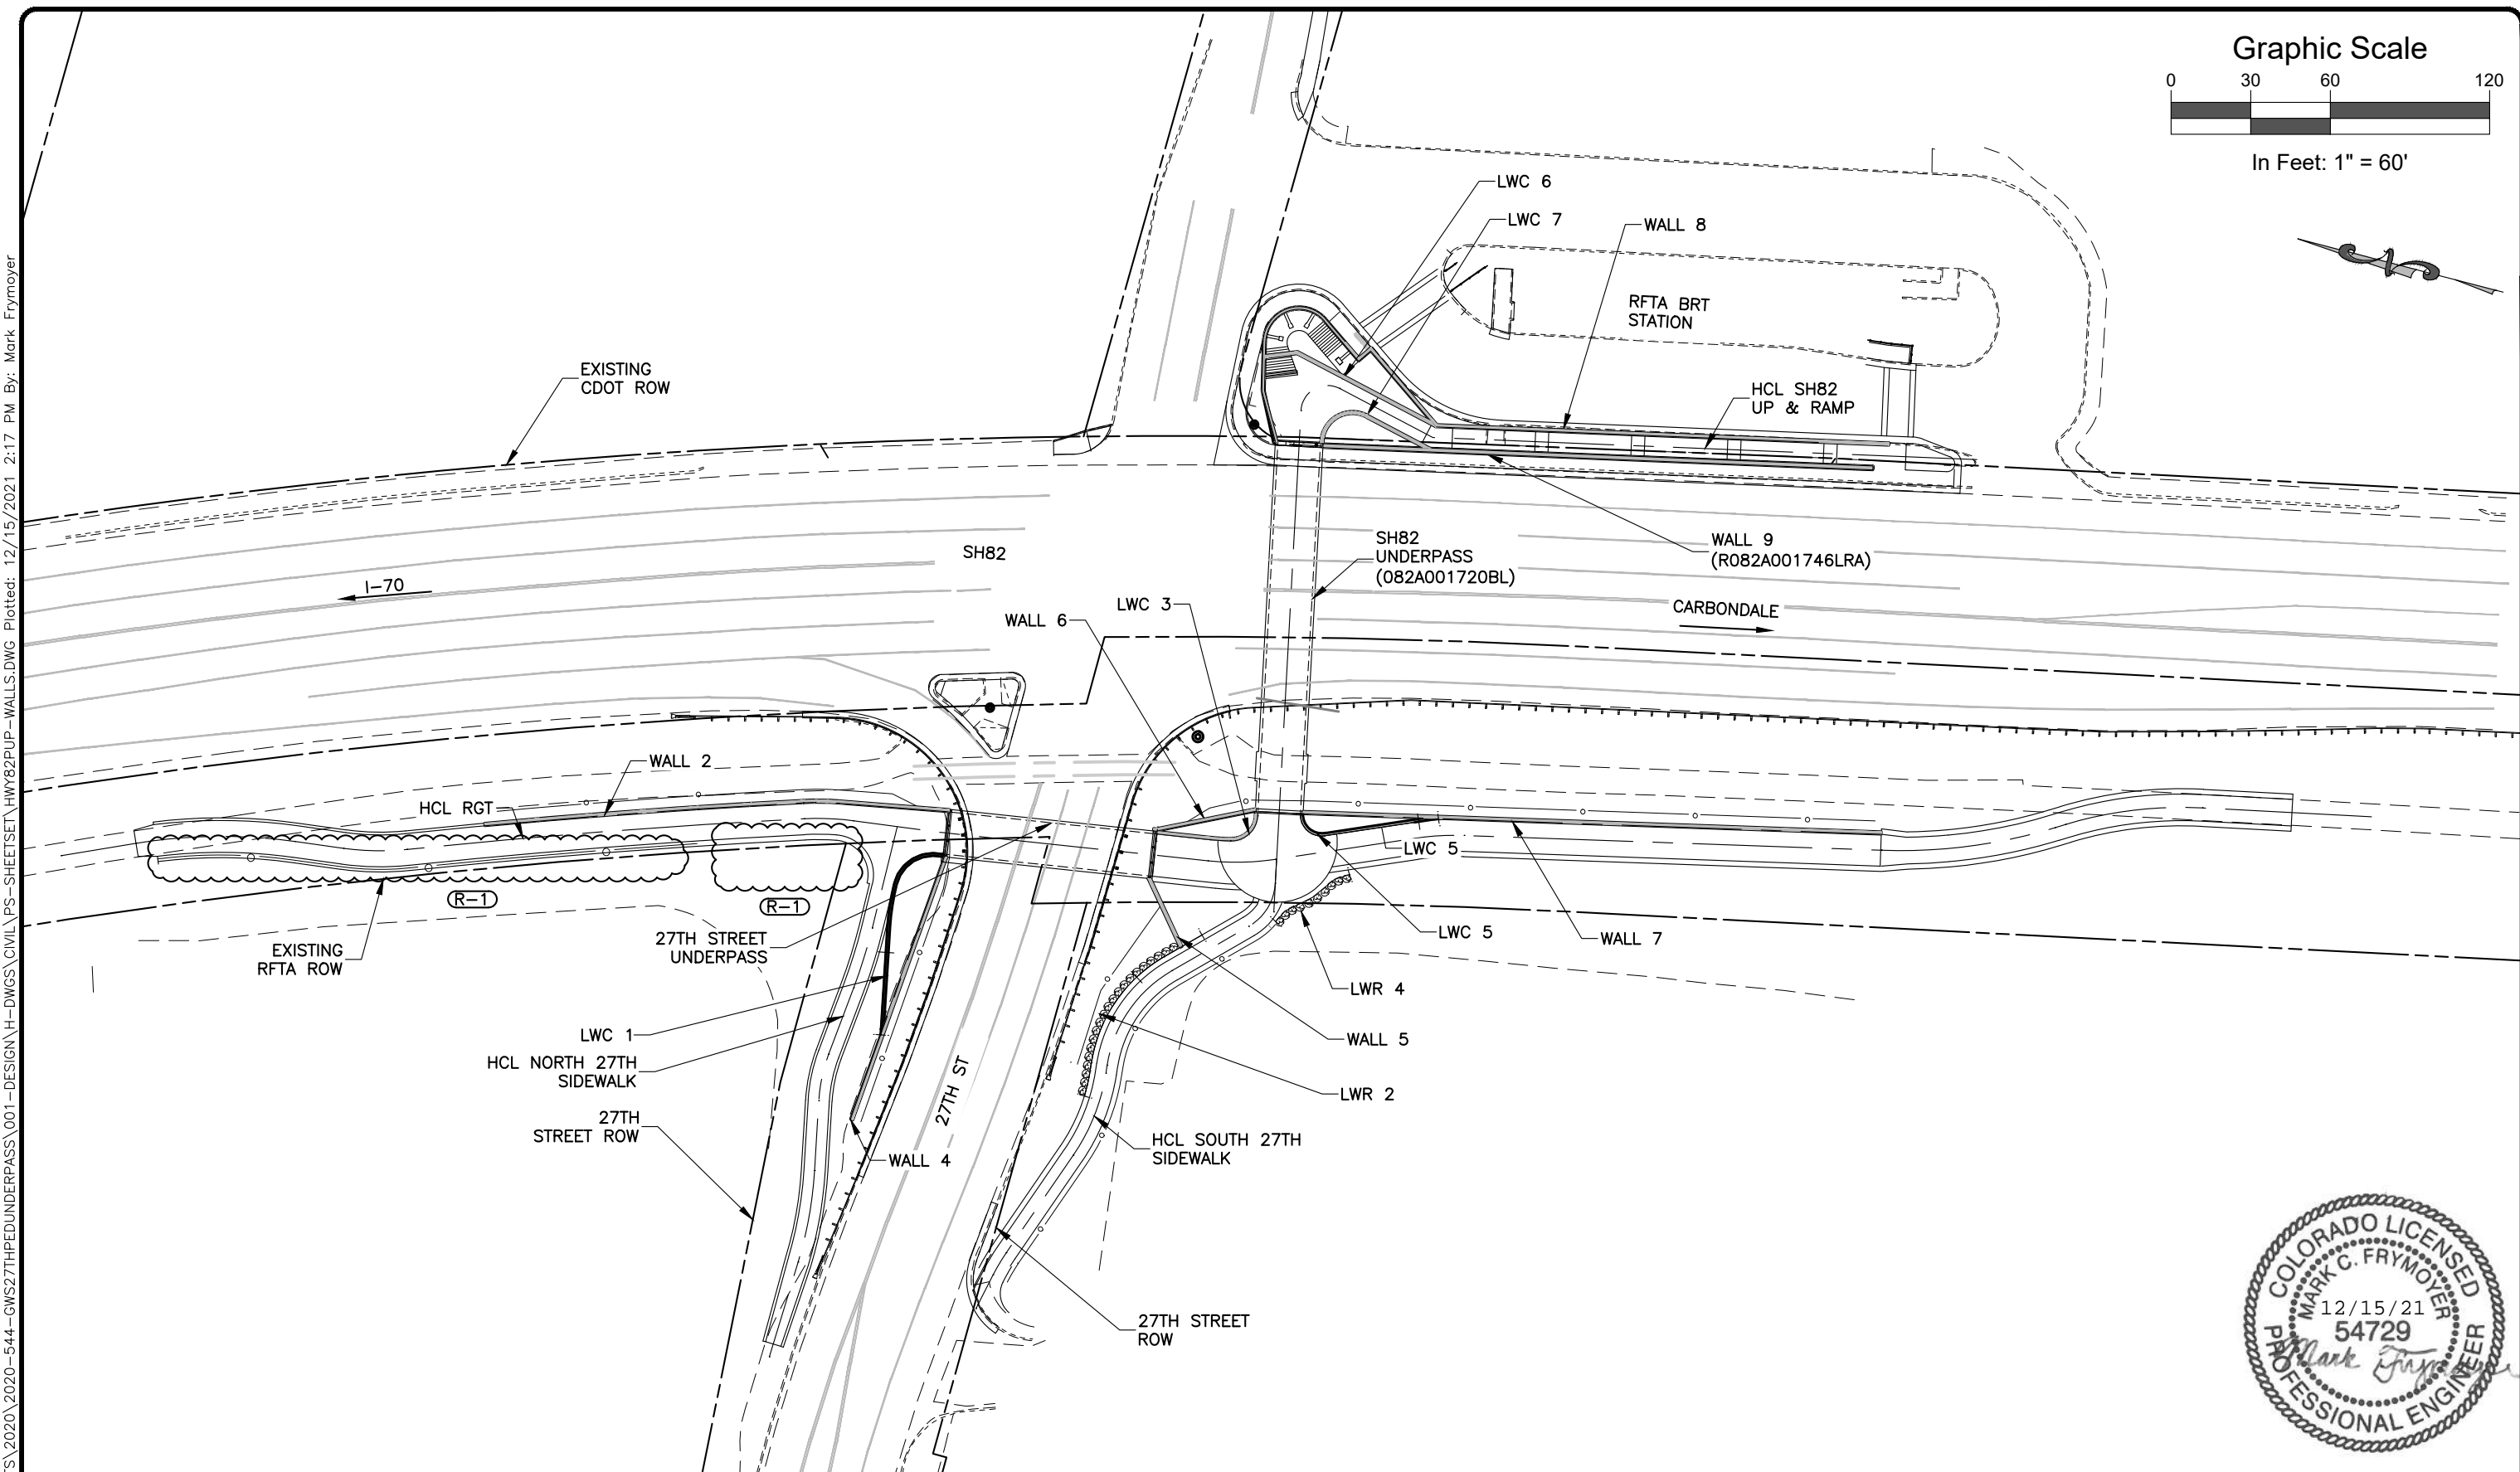 Graphic Scale
0 30 60 120
In Feet: 1" = 60'
LWC 6
LWC 7
WALL 8
RFTA BRT
STATION
EXISTING
CDOT ROW
HCL SH82
UP & RAMP
SH82
SH82
UNDERPASS
(082A001720BL)
WALL 9
(R082A001746LRA)
I-70
LWC 3
WALL 6
CARBONDALE
WALL 2
HCL RGT
LWC 5
R-1
R-1
27TH STREET
UNDERPASS
EXISTING
RFTA ROW
LWC 5
WALL 7
LWR 4
LWC 1
WALL 5
HCL NORTH 27TH
SIDEWALK
27TH ST
LWR 2
27TH
STREET ROW
WALL 4
HCL SOUTH 27TH
SIDEWALK
27TH STREET
ROW
COLORADO LICENSED
MARK C. FRYMOYER
12/15/21
54729
Mark Frymoyer
PROFESSIONAL ENGINEER
TS\2020\2020-544-GWS27THPEDUNDERPASS\001-DESIGN\H-DWGS\CIVIL\PS-SHEETSET\HWY82PUP-WALLS.DWG Plotted: 12/15/2021 2:17 PM By: Mark Frymoyer